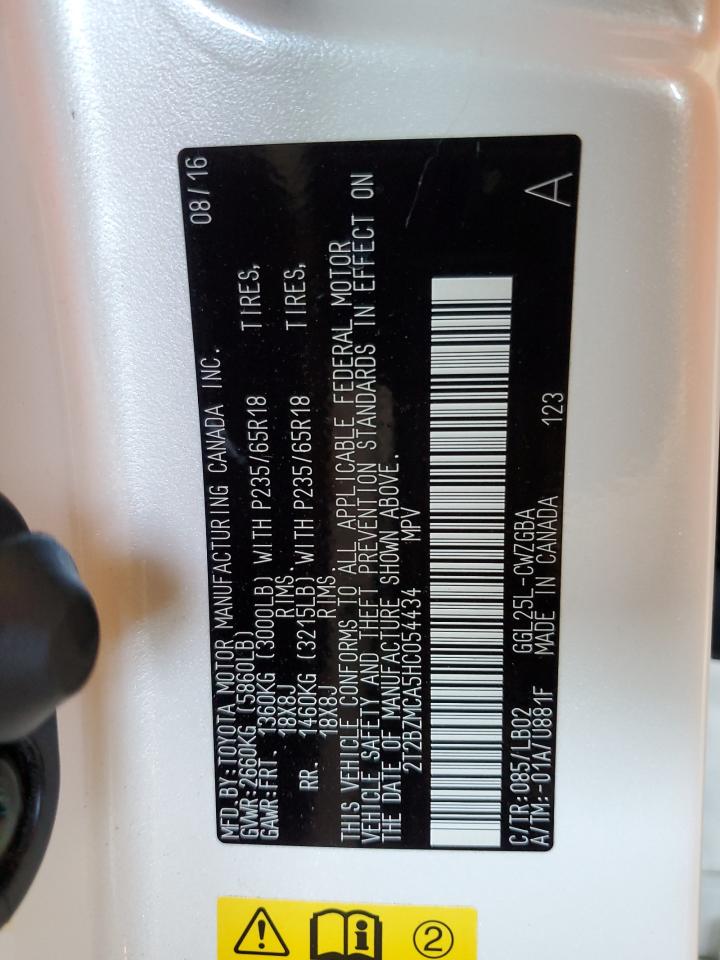 MFD. BY:TOYOTA MOTOR MANUFACTURING CANADA INC. 08/16
GVWR:2660KG (5860LB)
GAWR:FRT. 1360KG (3000LB) WITH P235/65R18 TIRES,
18X8J RIMS.
RR. 1460KG (3215LB) WITH P235/65R18 TIRES,
18X8J RIMS.
THIS VEHICLE CONFORMS TO ALL APPLICABLE FEDERAL MOTOR
VEHICLE SAFETY AND THEFT PREVENTION STANDARDS IN EFFECT ON
THE DATE OF MANUFACTURE SHOWN ABOVE.
2T2BZMCA5HC054434 MPV
C/TR:085/LB02 GGL25L-CWZGBA
A/TM:-01A/U881F MADE IN CANADA 123 A
2